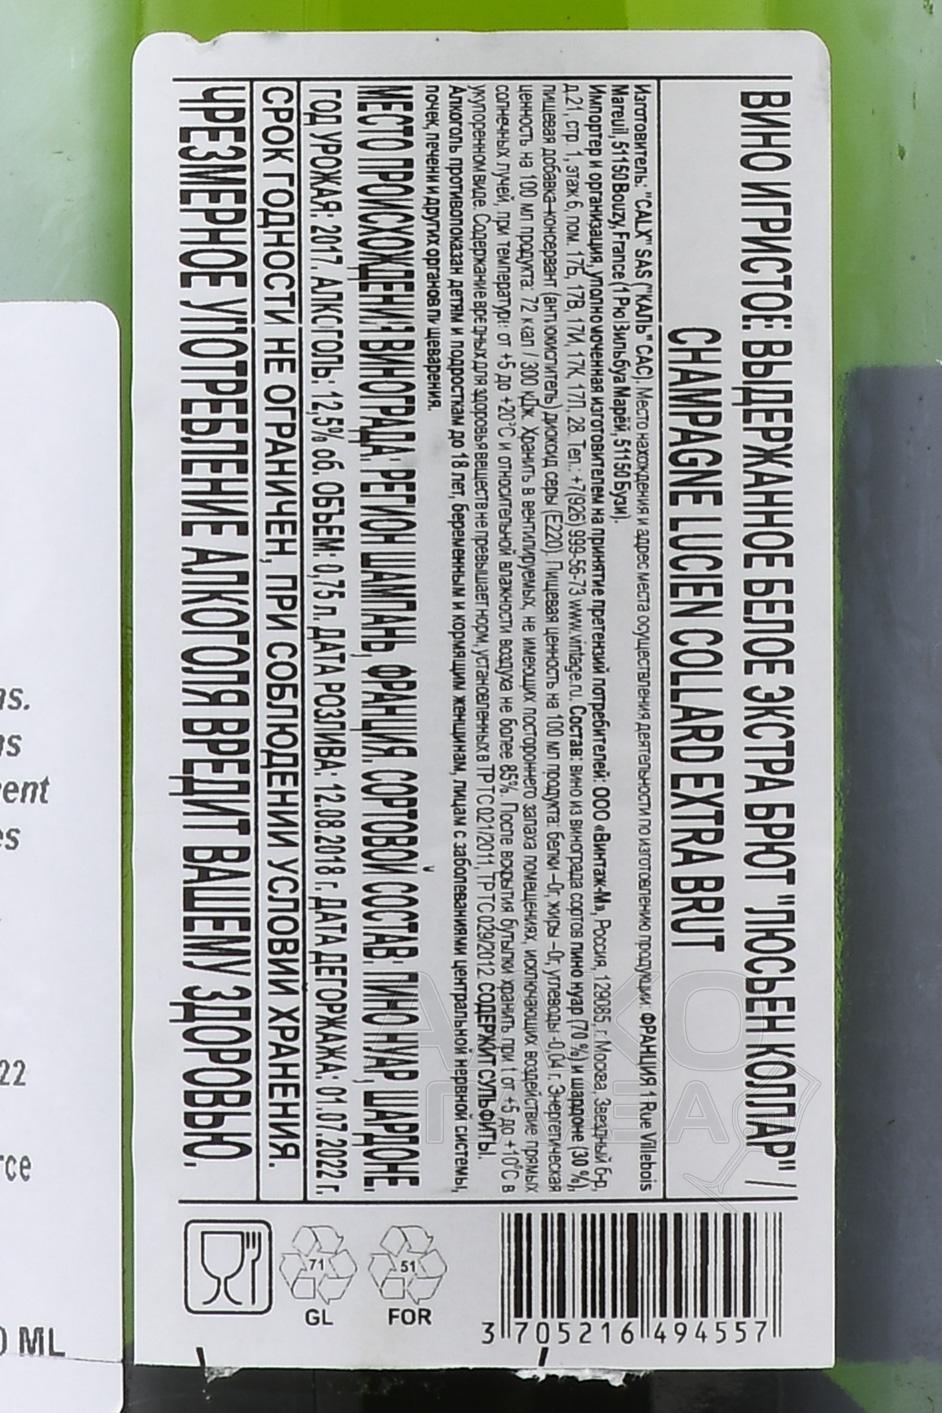 ВИНО ИГРИСТОЕ ВЫДЕРЖАННОЕ БЕЛОЕ ЭКСТРА БРЮТ "ЛЮСЬЕН КОЛЛАР" /
CHAMPAGNE LUCIEN COLLARD EXTRA BRUT
Изготовитель: "CALX" SAS ("КАЛЬ" САС). Место нахождения и адрес места осуществления деятельности по изготовлению продукции: ФРАНЦИЯ 1 Rue Villebois
Mareuil, 51150 Bouzy, France (1 Рю Вильбуа Марёй, 51150 Бузи).
Импортер и организация, уполномоченная изготовителем на принятие претензий потребителей: ООО «Винтаж-М», Россия, 129085, г. Москва, Звездный б-р,
д.21, стр. 1, этаж 6, пом. 17Б, 17В, 17И, 17К, 17Л, 28. Тел.: +7(926) 999-56-73 www.vintage.ru. Состав: вино из винограда сортов пино нуар (70 %) и шардоне (30 %),
пищевая добавка-консервант (антиокислитель) диоксид серы (Е220). Пищевая ценность на 100 мл продукта: белки -0г, жиры -0г, углеводы -0,04 г. Энергетическая
ценность на 100 мл продукта: 72 кал / 300 кДж. Хранить в вентилируемых, не имеющих постороннего запаха помещениях, исключающих воздействие прямых
солнечных лучей, при температуре от +5 до +20°С и относительной влажности воздуха не более 85%. После вскрытия бутылки хранить при t от +5 до +10°С в
укупоренном виде. Содержание вредных для здоровья веществ не превышает норм, установленных в ТР ТС 021/2011, ТР ТС 029/2012. СОДЕРЖИТ СУЛЬФИТЫ.
Алкоголь противопоказан детям и подросткам до 18 лет, беременным и кормящим женщинам, лицам с заболеваниями центральной нервной системы,
почек, печени и других органов пищеварения.
МЕСТО ПРОИСХОЖДЕНИЯ ВИНОГРАДА: РЕГИОН ШАМПАНЬ, ФРАНЦИЯ. СОРТОВОЙ СОСТАВ: ПИНО НУАР, ШАРДОНЕ.
ГОД УРОЖАЯ: 2017. АЛКОГОЛЬ: 12,5% об. ОБЪЕМ: 0,75 л. ДАТА РОЗЛИВА: 12.08.2018 г. ДАТА ДЕГОРЖАЖА: 01.07.2022 г.
СРОК ГОДНОСТИ НЕ ОГРАНИЧЕН, ПРИ СОБЛЮДЕНИИ УСЛОВИЙ ХРАНЕНИЯ.
ЧРЕЗМЕРНОЕ УПОТРЕБЛЕНИЕ АЛКОГОЛЯ ВРЕДИТ ВАШЕМУ ЗДОРОВЬЮ.
3 705216 494557
51
FOR
71
GL
22
ML